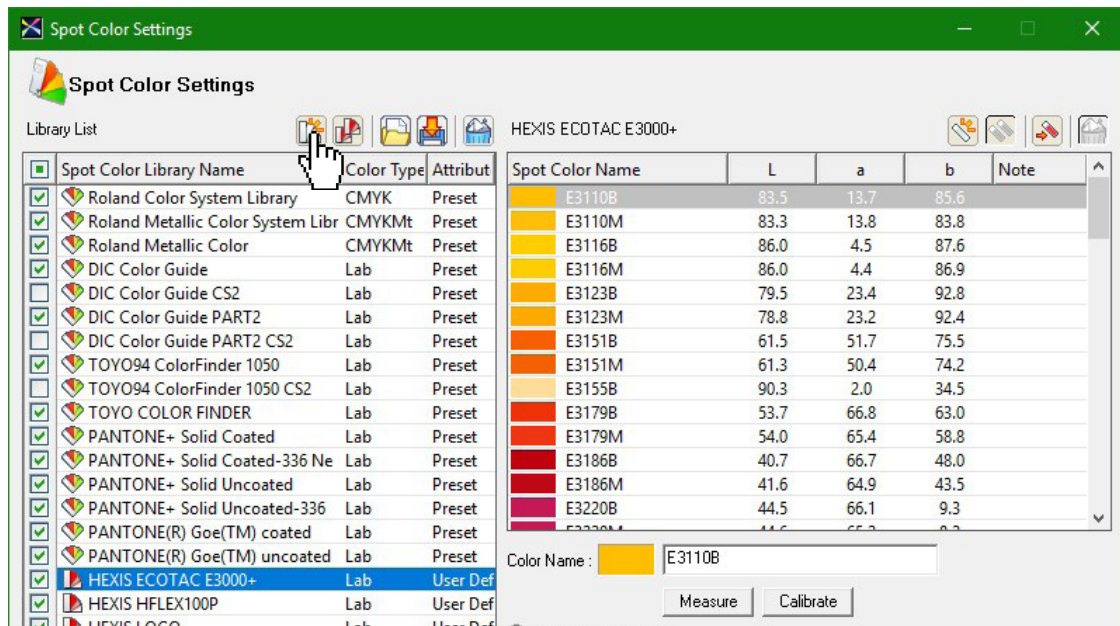 Spot Color Settings
Spot Color Settings
Library List
HEXIS ECOTAC E3000+
Spot Color Library Name Color Type Attribut
Roland Color System Library CMYK Preset
Roland Metallic Color System Libr CMYKMt Preset
Roland Metallic Color CMYKMt Preset
DIC Color Guide Lab Preset
DIC Color Guide CS2 Lab Preset
DIC Color Guide PART2 Lab Preset
DIC Color Guide PART2 CS2 Lab Preset
TOYO94 ColorFinder 1050 Lab Preset
TOYO94 ColorFinder 1050 CS2 Lab Preset
TOYO COLOR FINDER Lab Preset
PANTONE+ Solid Coated Lab Preset
PANTONE+ Solid Coated-336 Ne Lab Preset
PANTONE+ Solid Uncoated Lab Preset
PANTONE+ Solid Uncoated-336 Lab Preset
PANTONE(R) Goe(TM) coated Lab Preset
PANTONE(R) Goe(TM) uncoated Lab Preset
HEXIS ECOTAC E3000+ Lab User Def
HEXIS HFLEX100P Lab User Def
HEXIS LOGO Lab User Def
Spot Color Name L a b Note
E3110B 83.5 13.7 85.6
E3110M 83.3 13.8 83.8
E3116B 86.0 4.5 87.6
E3116M 86.0 4.4 86.9
E3123B 79.5 23.4 92.8
E3123M 78.8 23.2 92.4
E3151B 61.5 51.7 75.5
E3151M 61.3 50.4 74.2
E3155B 90.3 2.0 34.5
E3179B 53.7 66.8 63.0
E3179M 54.0 65.4 58.8
E3186B 40.7 66.7 48.0
E3186M 41.6 64.9 43.5
E3220B 44.5 66.1 9.3
Color Name : E3110B
Measure Calibrate